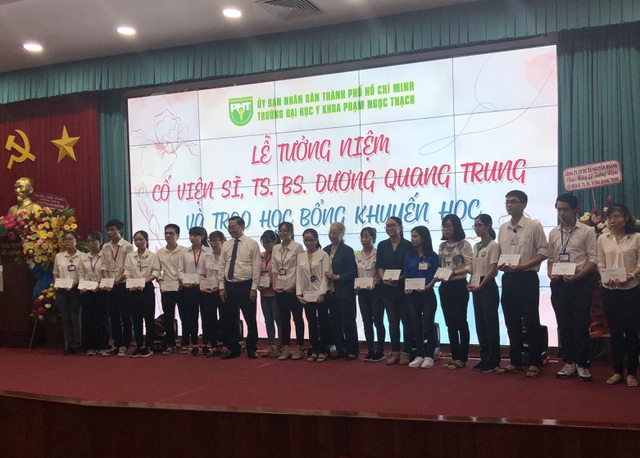 ỦY BAN NHÂN DÂN THÀNH PHỐ HỒ CHÍ MINH
TRƯỜNG ĐẠI HỌC Y KHOA PHẠM NGỌC THẠCH
LỄ TƯỞNG NIỆM
CỐ VIỆN SĨ, TS. BS. DƯƠNG QUANG TRUNG
VÀ TRAO HỌC BỔNG KHUYẾN HỌC